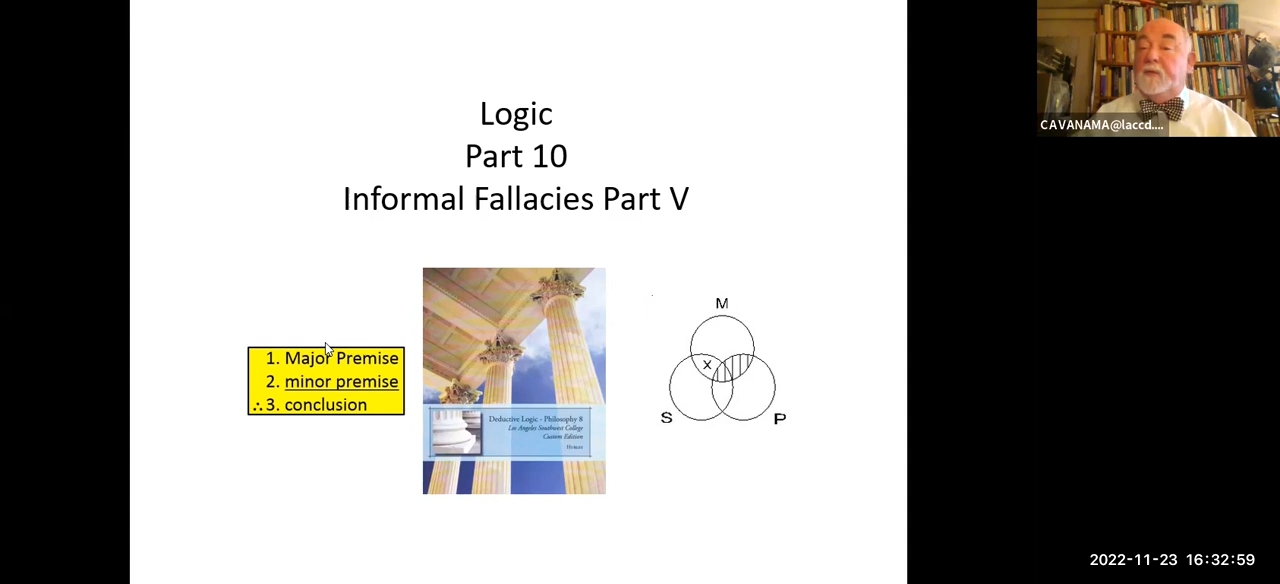 Logic
Part 10
Informal Fallacies Part V
1. Major Premise
2. minor premise
∴ 3. conclusion
Deductive Logic - Philosophy 8
Los Angeles Southwest College
Custom Edition
M
x
S
P
CAVANAMA@laccd....
2022-11-23 16:32:59